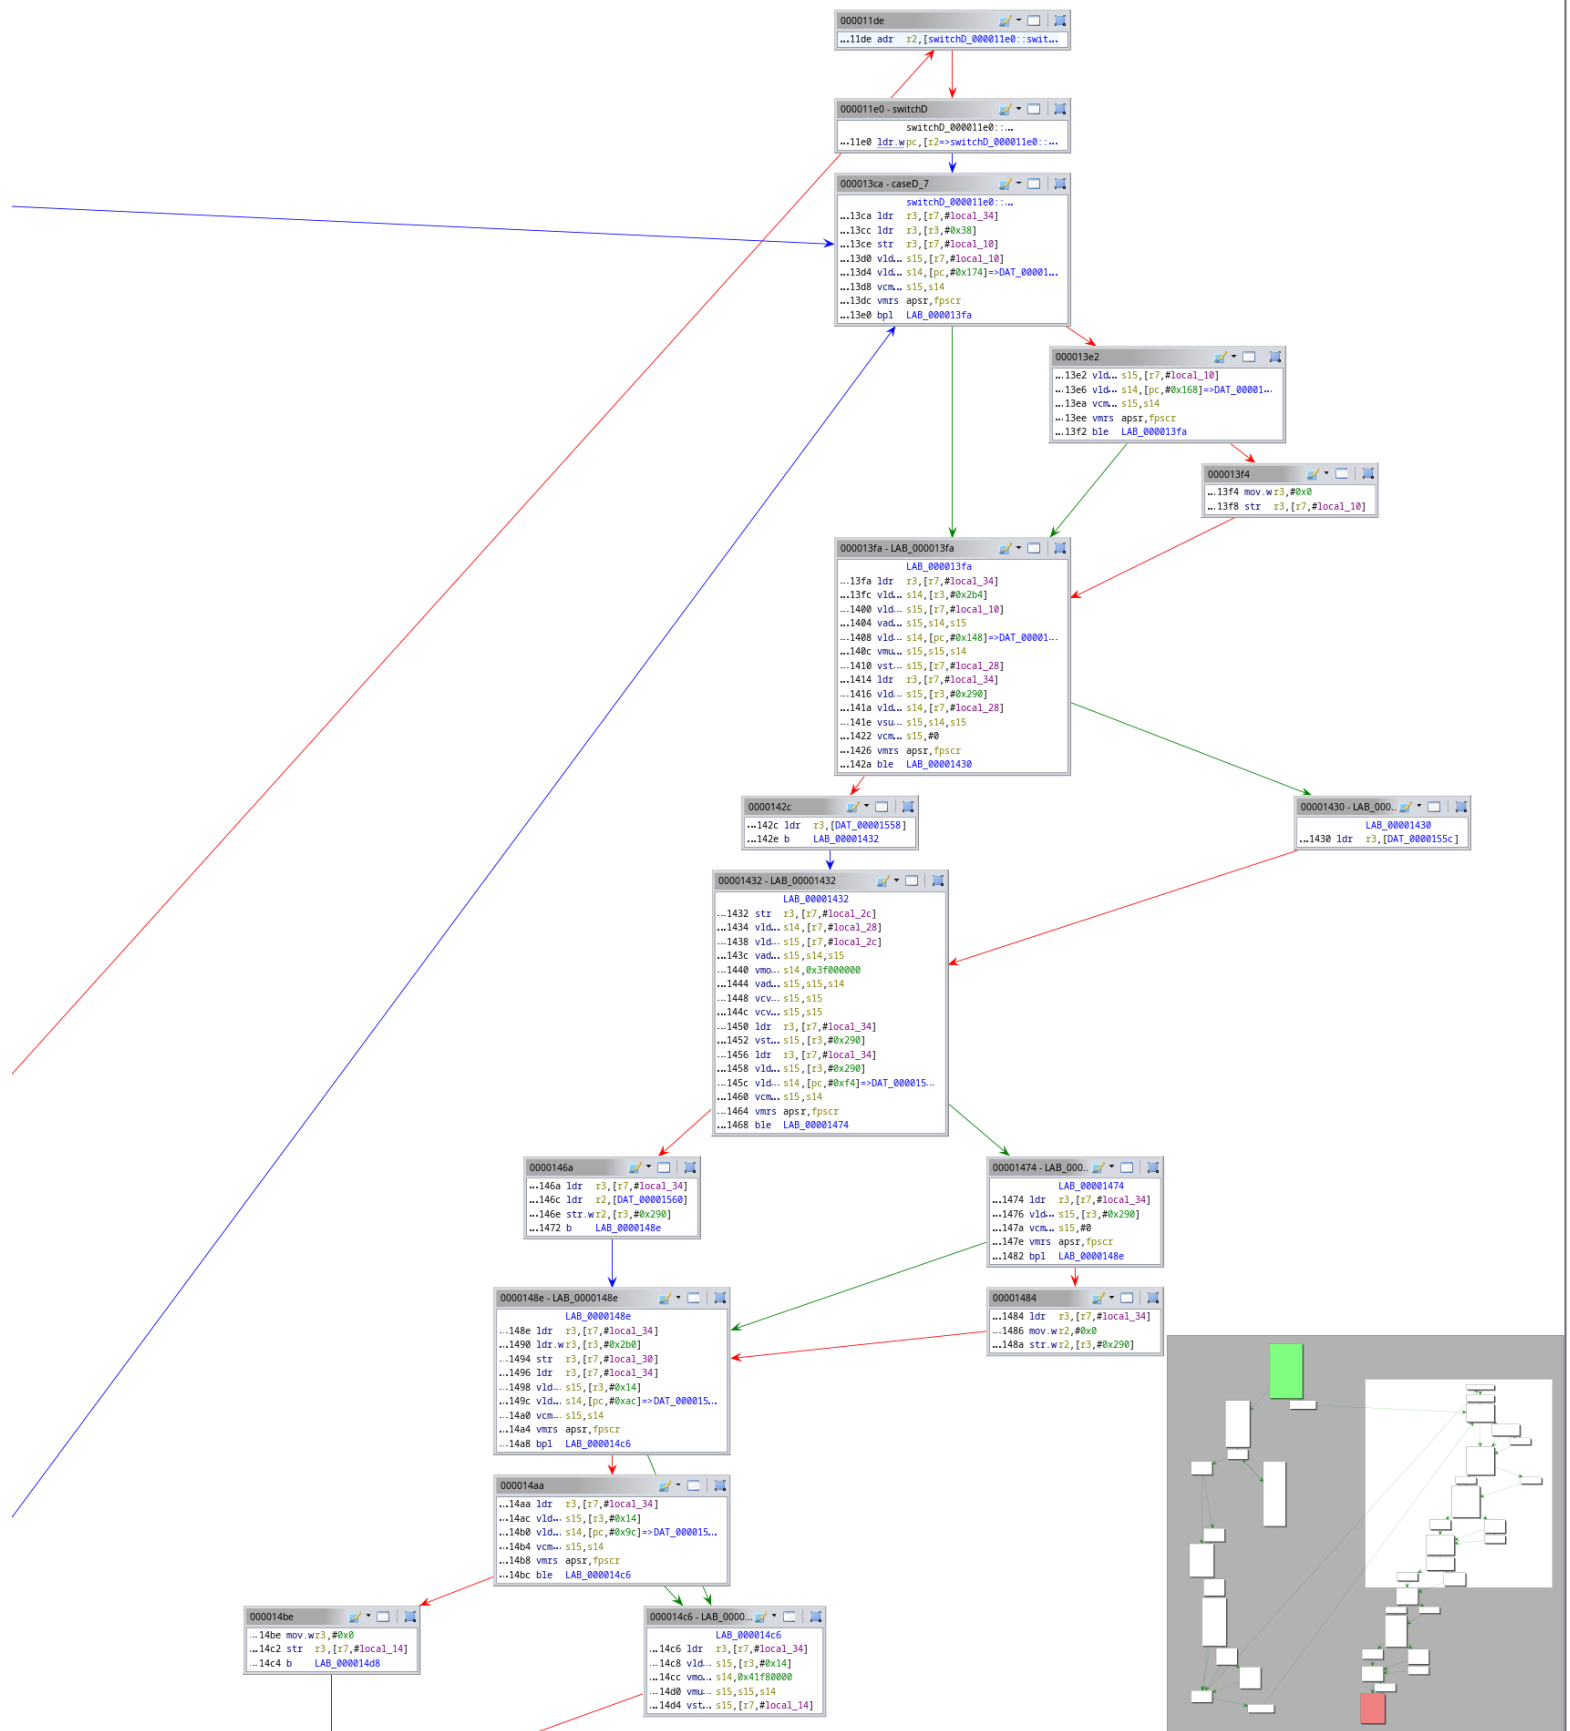 000011de
...11de adr r2,[switchD_000011e0::swit...
000011e0 - switchD
switchD_000011e0::...
...11e0 ldr.w pc,[r2=>switchD_000011e0::...
000013ca - caseD_7
switchD_000011e0::...
...13ca ldr r3,[r7,#local_34]
...13cc ldr r3,[r3,#0x38]
...13ce str r3,[r7,#local_10]
...13d0 vld... s15,[r7,#local_10]
...13d4 vld... s14,[pc,#0x174]=>DAT_00001...
...13d8 vcm... s15,s14
...13dc vmrs apsr,fpscr
...13e0 bpl LAB_000013fa
000013e2
...13e2 vld... s15,[r7,#local_10]
...13e6 vld... s14,[pc,#0x168]=>DAT_00001...
...13ea vcm... s15,s14
...13ee vmrs apsr,fpscr
...13f2 ble LAB_000013fa
000013f4
...13f4 mov.w r3,#0x0
...13f8 str r3,[r7,#local_10]
000013fa - LAB_000013fa
LAB_000013fa
...13fa ldr r3,[r7,#local_34]
...13fc vld... s14,[r3,#0x2b4]
...1400 vld... s15,[r7,#local_10]
...1404 vad... s15,s14,s15
...1408 vld... s14,[pc,#0x148]=>DAT_00001...
...140c vmu... s15,s15,s14
...1410 vst... s15,[r7,#local_28]
...1414 ldr r3,[r7,#local_34]
...1416 vld... s15,[r3,#0x290]
...141a vld... s14,[r7,#local_28]
...141e vsu... s15,s14,s15
...1422 vcm... s15,#0
...1426 vmrs apsr,fpscr
...142a ble LAB_00001430
0000142c
...142c ldr r3,[DAT_00001558]
...142e b LAB_00001432
00001430 - LAB_000...
LAB_00001430
...1430 ldr r3,[DAT_0000155c]
00001432 - LAB_00001432
LAB_00001432
...1432 str r3,[r7,#local_2c]
...1434 vld... s14,[r7,#local_28]
...1438 vld... s15,[r7,#local_2c]
...143c vad... s15,s14,s15
...1440 vmo... s14,0x3f000000
...1444 vad... s15,s15,s14
...1448 vcv... s15,s15
...144c vcv... s15,s15
...1450 ldr r3,[r7,#local_34]
...1452 vst... s15,[r3,#0x290]
...1456 ldr r3,[r7,#local_34]
...1458 vld... s15,[r3,#0x290]
...145c vld... s14,[pc,#0xf4]=>DAT_000015...
...1460 vcm... s15,s14
...1464 vmrs apsr,fpscr
...1468 ble LAB_00001474
0000146a
...146a ldr r3,[r7,#local_34]
...146c ldr r2,[DAT_00001560]
...146e str.w r2,[r3,#0x290]
...1472 b LAB_0000148e
00001474 - LAB_000...
LAB_00001474
...1474 ldr r3,[r7,#local_34]
...1476 vld... s15,[r3,#0x290]
...147a vcm... s15,#0
...147e vmrs apsr,fpscr
...1482 bpl LAB_0000148e
0000148e - LAB_0000148e
LAB_0000148e
...148e ldr r3,[r7,#local_34]
...1490 ldr.w r3,[r3,#0x2b0]
...1494 str r3,[r7,#local_30]
...1496 ldr r3,[r7,#local_34]
...1498 vld... s15,[r3,#0x14]
...149c vld... s14,[pc,#0xac]=>DAT_000015...
...14a0 vcm... s15,s14
...14a4 vmrs apsr,fpscr
...14a8 bpl LAB_000014c6
00001484
...1484 ldr r3,[r7,#local_34]
...1486 mov.w r2,#0x0
...148a str.w r2,[r3,#0x290]
000014aa
...14aa ldr r3,[r7,#local_34]
...14ac vld... s15,[r3,#0x14]
...14b0 vld... s14,[pc,#0x9c]=>DAT_000015...
...14b4 vcm... s15,s14
...14b8 vmrs apsr,fpscr
...14bc ble LAB_000014c6
000014be
...14be mov.w r3,#0x0
...14c2 str r3,[r7,#local_14]
...14c4 b LAB_000014d8
000014c6 - LAB_0000...
LAB_000014c6
...14c6 ldr r3,[r7,#local_34]
...14c8 vld... s15,[r3,#0x14]
...14cc vmo... s14,0x41f80000
...14d0 vmu... s15,s15,s14
...14d4 vst... s15,[r7,#local_14]